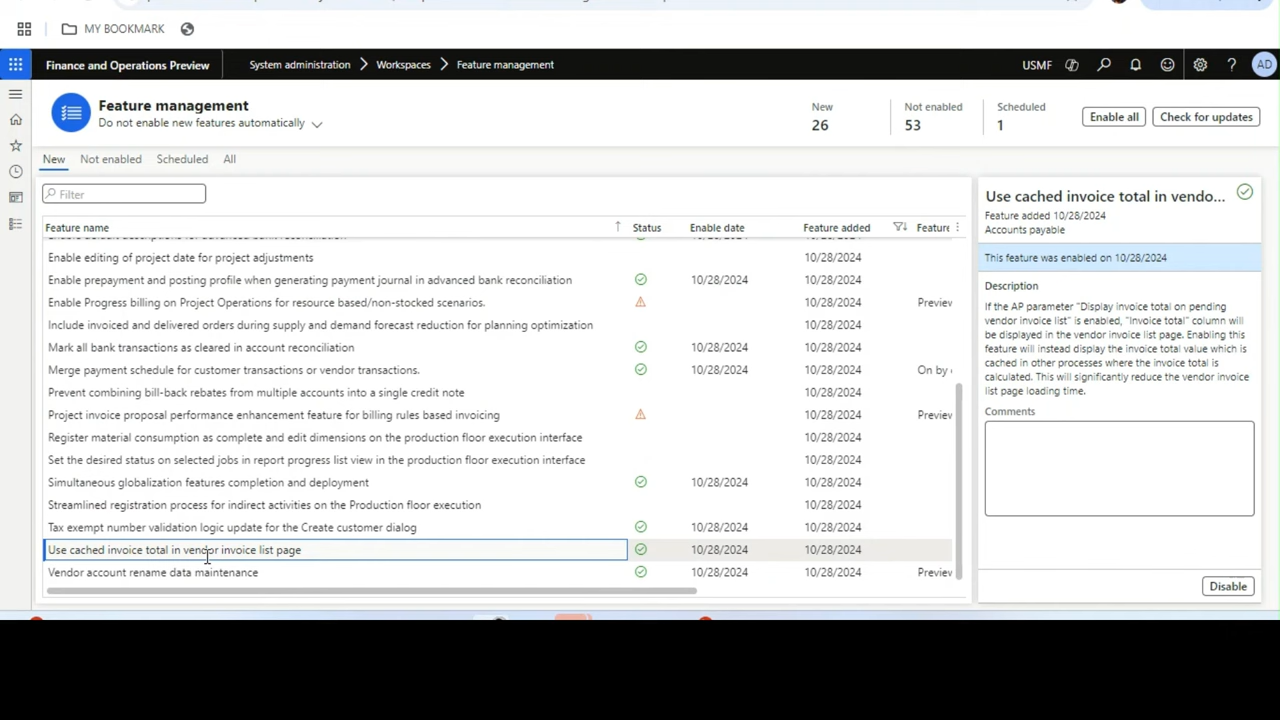 MY BOOKMARK
Finance and Operations Preview System administration Workspaces Feature management USMF ? AD
Feature management
Do not enable new features automatically
New Not enabled Scheduled
26 53 1
Enable all Check for updates
New Not enabled Scheduled All
Filter
Feature name Status Enable date Feature added Feature
Enable editing of project date for project adjustments 10/28/2024
Enable prepayment and posting profile when generating payment journal in advanced bank reconciliation 10/28/2024 10/28/2024
Enable Progress billing on Project Operations for resource based/non-stocked scenarios. 10/28/2024 Preview
Include invoiced and delivered orders during supply and demand forecast reduction for planning optimization 10/28/2024
Mark all bank transactions as cleared in account reconciliation 10/28/2024 10/28/2024
Merge payment schedule for customer transactions or vendor transactions. 10/28/2024 10/28/2024 On by
Prevent combining bill-back rebates from multiple accounts into a single credit note 10/28/2024
Project invoice proposal performance enhancement feature for billing rules based invoicing 10/28/2024 Preview
Register material consumption as complete and edit dimensions on the production floor execution interface 10/28/2024
Set the desired status on selected jobs in report progress list view in the production floor execution interface 10/28/2024
Simultaneous globalization features completion and deployment 10/28/2024 10/28/2024
Streamlined registration process for indirect activities on the Production floor execution 10/28/2024
Tax exempt number validation logic update for the Create customer dialog 10/28/2024 10/28/2024
Use cached invoice total in vendor invoice list page 10/28/2024 10/28/2024
Vendor account rename data maintenance 10/28/2024 10/28/2024 Preview
Use cached invoice total in vendo...
Feature added 10/28/2024
Accounts payable
This feature was enabled on 10/28/2024
Description
If the AP parameter "Display invoice total on pending
vendor invoice list" is enabled, "Invoice total" column will
be displayed in the vendor invoice list page. Enabling this
feature will instead display the invoice total value which is
cached in other processes where the invoice total is
calculated. This will significantly reduce the vendor invoice
list page loading time.
Comments
Disable